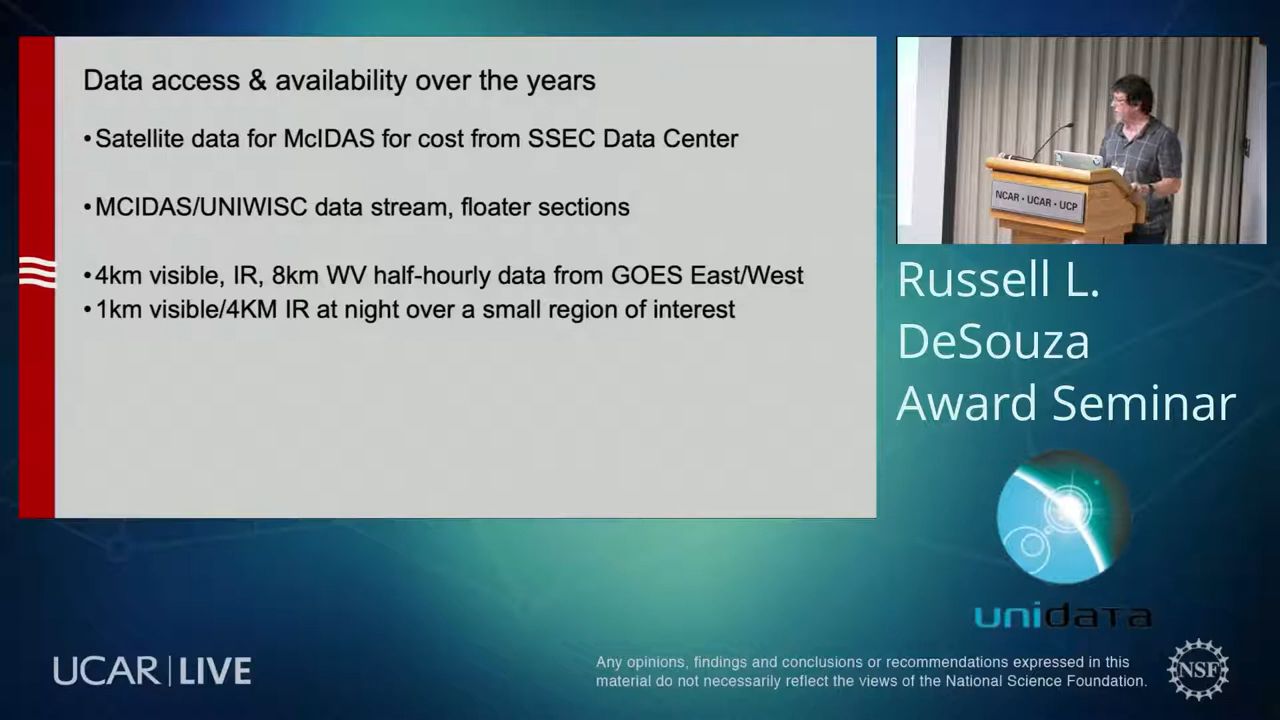 Data access & availability over the years
•Satellite data for McIDAS for cost from SSEC Data Center
•MCIDAS/UNIWISC data stream, floater sections
•4km visible, IR, 8km WV half-hourly data from GOES East/West
•1km visible/4KM IR at night over a small region of interest
NCAR • UCAR • UCP
Russell L.
DeSouza
Award Seminar
unidata
UCAR | LIVE
Any opinions, findings and conclusions or recommendations expressed in this
material do not necessarily reflect the views of the National Science Foundation.
NSF